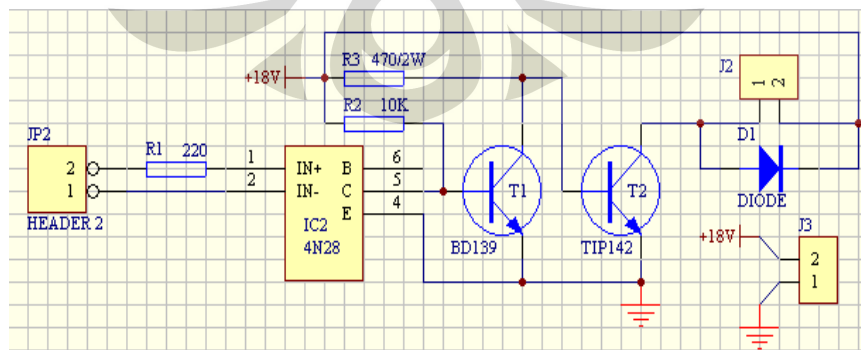 R3 470/2W
+18V
J2
1 2
R2 10K
JP2
R1 220
2
1
HEADER 2
1
2
IN+ B
IN- C
E
IC2
4N28
6
5
4
T1
BD139
T2
TIP142
D1
DIODE
+18V
J3
2
1